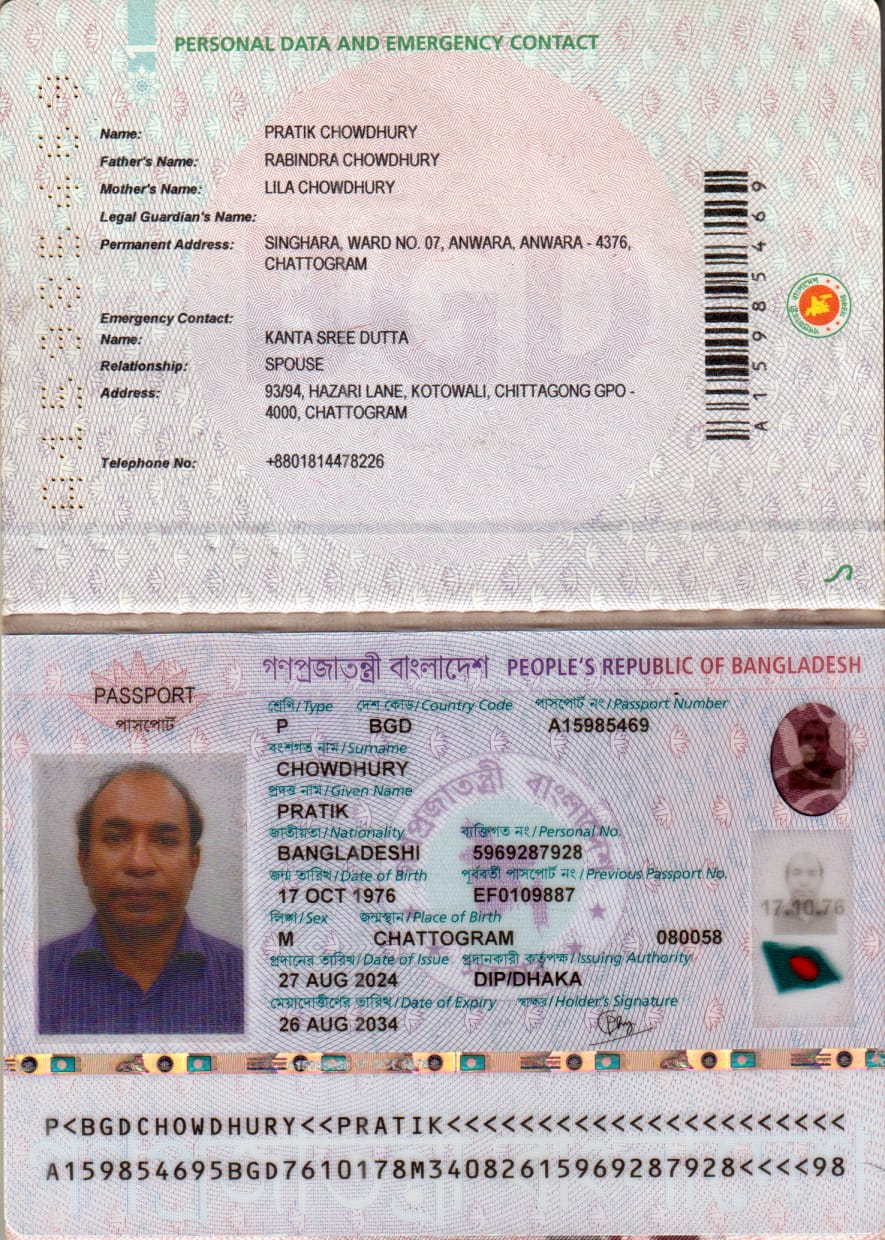 1
PERSONAL DATA AND EMERGENCY CONTACT
Name: PRATIK CHOWDHURY
Father's Name: RABINDRA CHOWDHURY
Mother's Name: LILA CHOWDHURY
Legal Guardian's Name:
Permanent Address: SINGHARA, WARD NO. 07, ANWARA, ANWARA - 4376,
CHATTOGRAM
Emergency Contact:
Name: KANTA SREE DUTTA
Relationship: SPOUSE
Address: 93/94, HAZARI LANE, KOTOWALI, CHITTAGONG GPO -
4000, CHATTOGRAM
Telephone No: +8801814478226
A15985469
A15985469
BGD
১
গণপ্রজাতন্ত্রী বাংলাদেশ PEOPLE'S REPUBLIC OF BANGLADESH
PASSPORT
পাসপোর্ট
শ্রেণি/Type দেশ কোড/Country Code পাসপোর্ট নং/Passport Number
P BGD A15985469
বংশগত নাম/Surname
CHOWDHURY
প্রদত্ত নাম/Given Name
PRATIK
জাতীয়তা/Nationality ব্যক্তিগত নং/Personal No.
BANGLADESHI 5969287928
জন্ম তারিখ/Date of Birth পূর্ববর্তী পাসপোর্ট নং/Previous Passport No.
17 OCT 1976 EF0109887
লিঙ্গ/Sex জন্মস্থান/Place of Birth
M CHATTOGRAM 080058
প্রদানের তারিখ/Date of Issue প্রদানকারী কর্তৃপক্ষ/Issuing Authority
27 AUG 2024 DIP/DHAKA
মেয়াদোত্তীর্ণের তারিখ/Date of Expiry স্বাক্ষর/Holder's Signature
26 AUG 2034
17.10.76
P<BGDCHOWDHURY<<PRATIK<<<<<<<<<<<<<<<<<<<<<<
A159854695BGD7610178M34082615969287928<<<<98